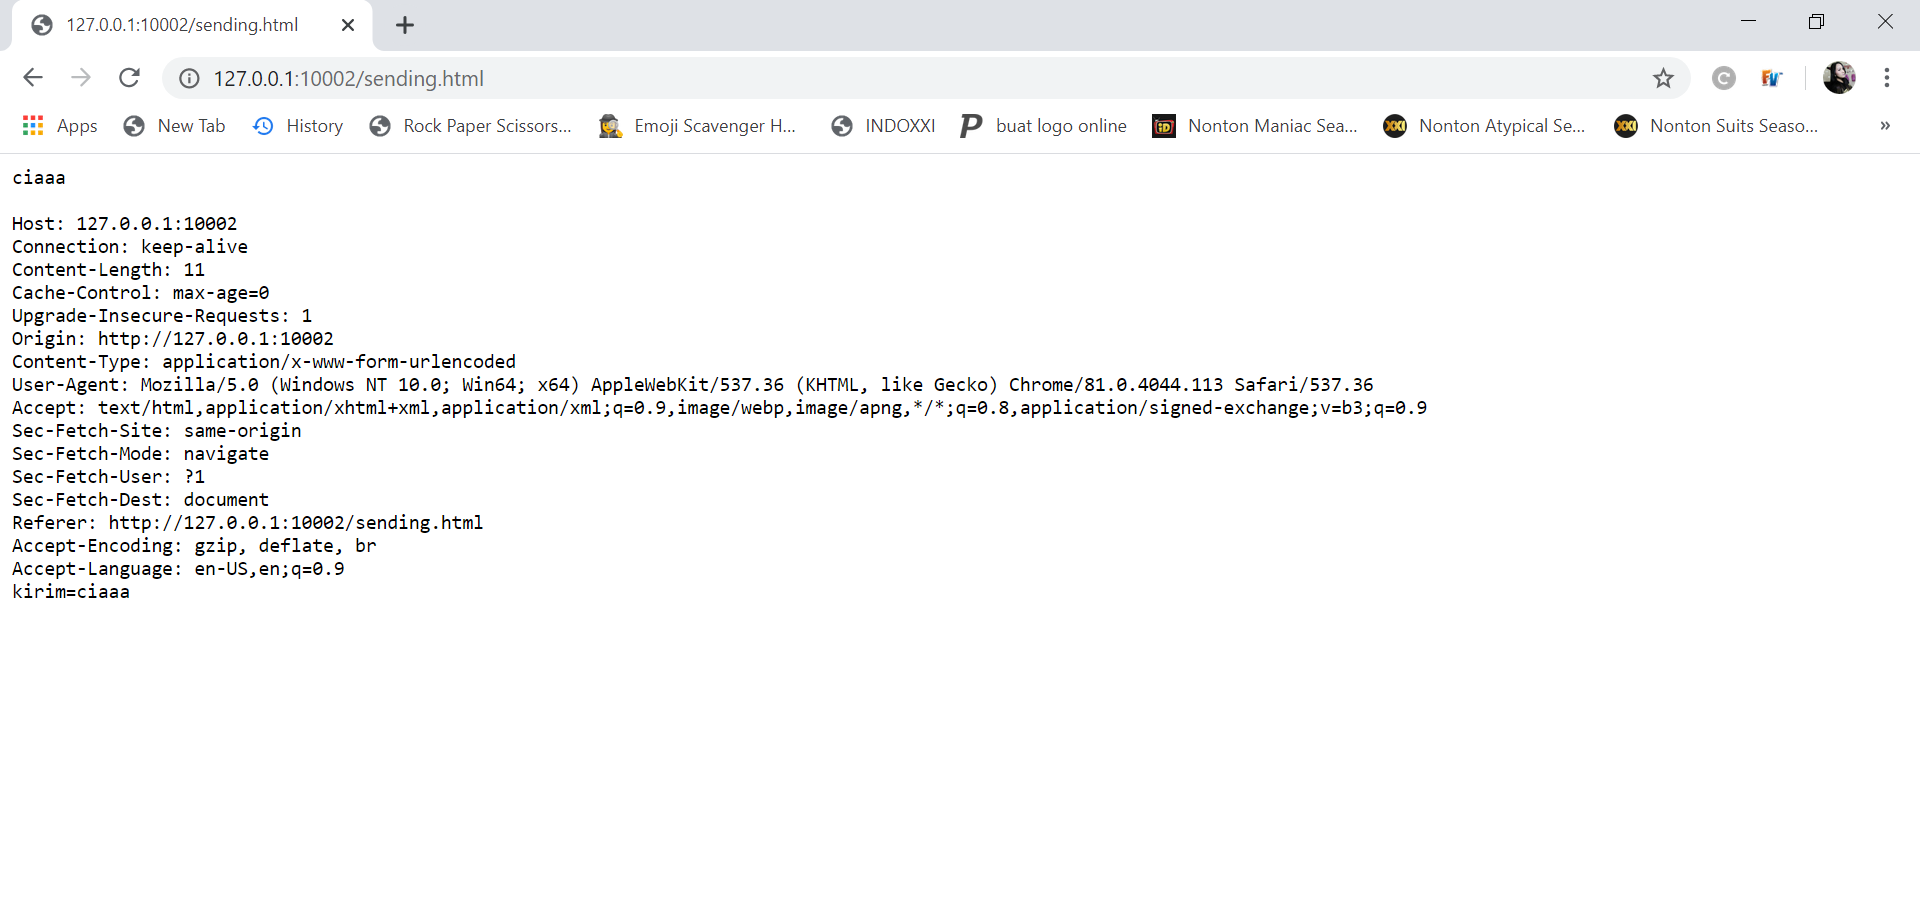 127.0.0.1:10002/sending.html
127.0.0.1:10002/sending.html
Apps New Tab History Rock Paper Scissors... Emoji Scavenger H... INDOXXI buat logo online Nonton Maniac Sea... Nonton Atypical Se... Nonton Suits Seaso... »
ciaaa
Host: 127.0.0.1:10002
Connection: keep-alive
Content-Length: 11
Cache-Control: max-age=0
Upgrade-Insecure-Requests: 1
Origin: http://127.0.0.1:10002
Content-Type: application/x-www-form-urlencoded
User-Agent: Mozilla/5.0 (Windows NT 10.0; Win64; x64) AppleWebKit/537.36 (KHTML, like Gecko) Chrome/81.0.4044.113 Safari/537.36
Accept: text/html,application/xhtml+xml,application/xml;q=0.9,image/webp,image/apng,*/*;q=0.8,application/signed-exchange;v=b3;q=0.9
Sec-Fetch-Site: same-origin
Sec-Fetch-Mode: navigate
Sec-Fetch-User: ?1
Sec-Fetch-Dest: document
Referer: http://127.0.0.1:10002/sending.html
Accept-Encoding: gzip, deflate, br
Accept-Language: en-US,en;q=0.9
kirim=ciaaa